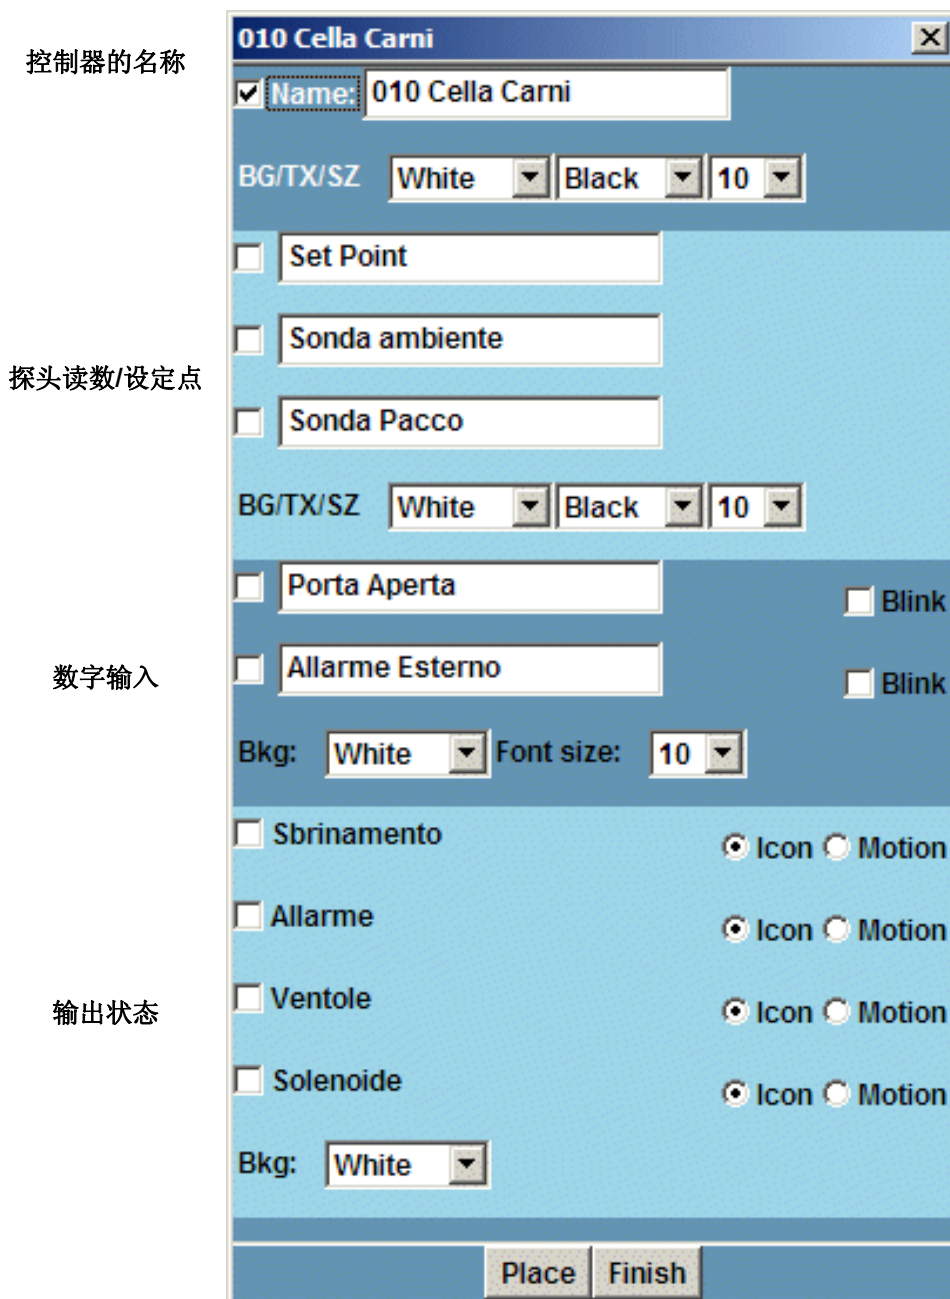 010 Cella Carni
控制器的名称
Name: 010 Cella Carni
BG/TX/SZ White Black 10
Set Point
Sonda ambiente
探头读数/设定点
Sonda Pacco
BG/TX/SZ White Black 10
Porta Aperta Blink
数字输入
Allarme Esterno Blink
Bkg: White Font size: 10
Sbrinamento Icon Motion
Allarme Icon Motion
输出状态
Ventole Icon Motion
Solenoide Icon Motion
Bkg: White
Place Finish